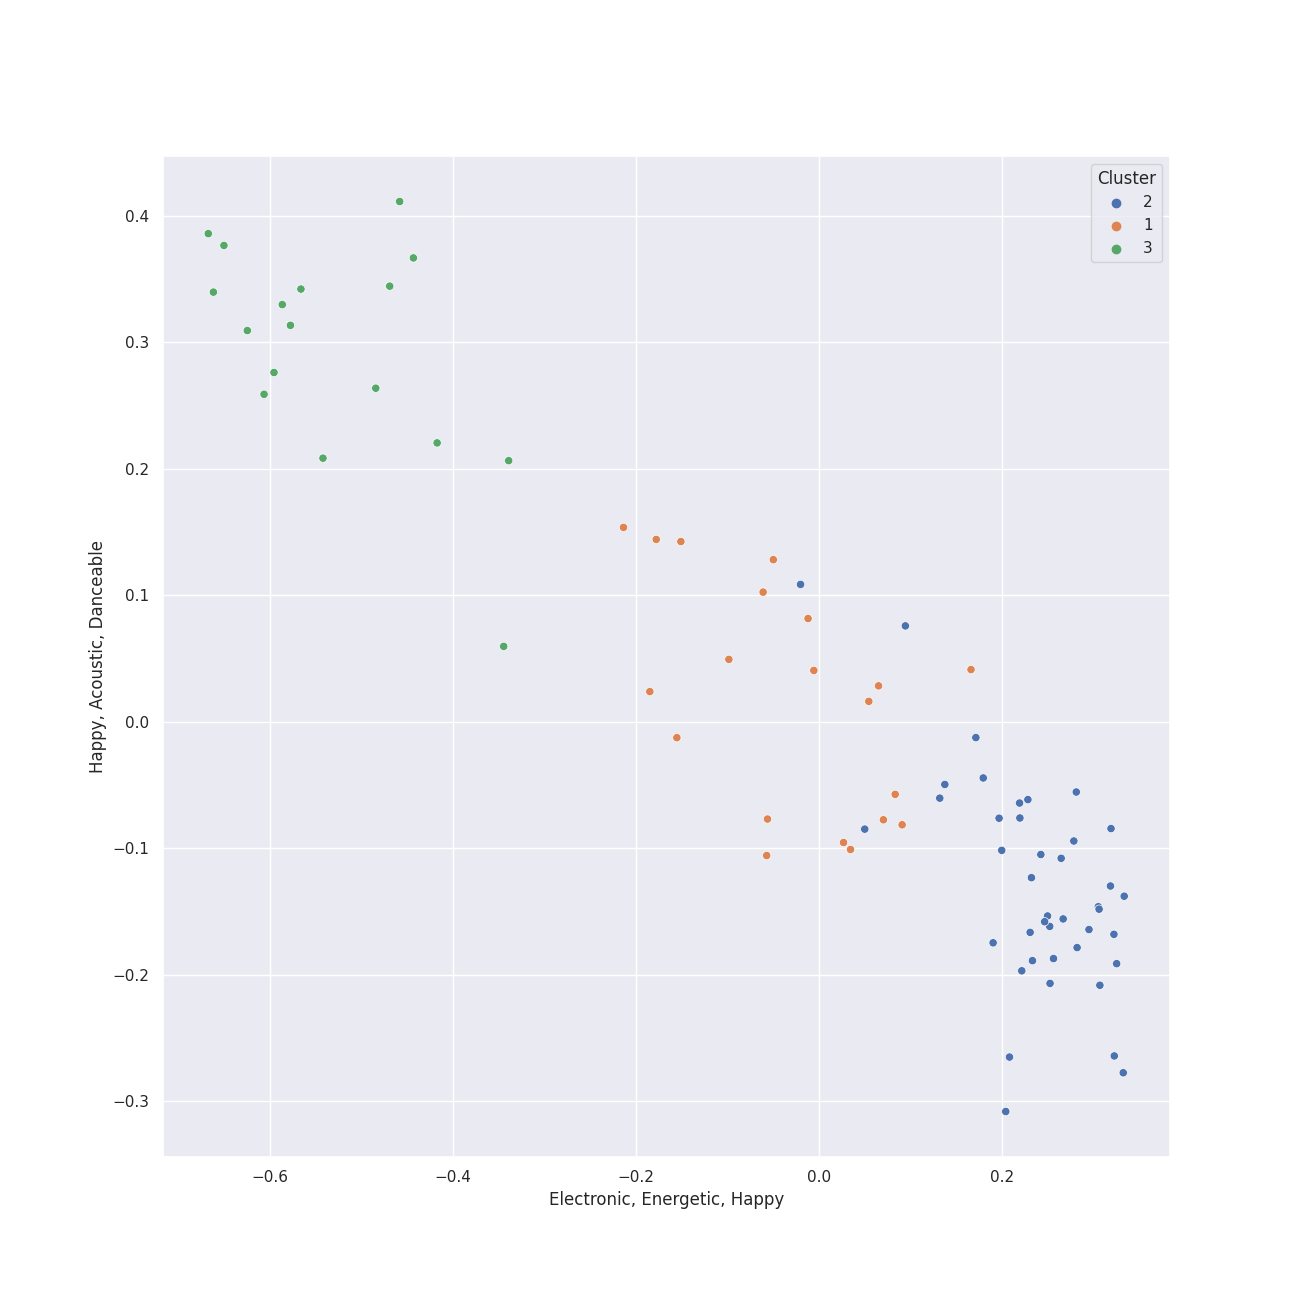 Cluster
2
1
3
0.4
0.3
0.2
0.1
0.0
−0.1
−0.2
−0.3
Happy, Acoustic, Danceable
−0.6 −0.4 −0.2 0.0 0.2
Electronic, Energetic, Happy